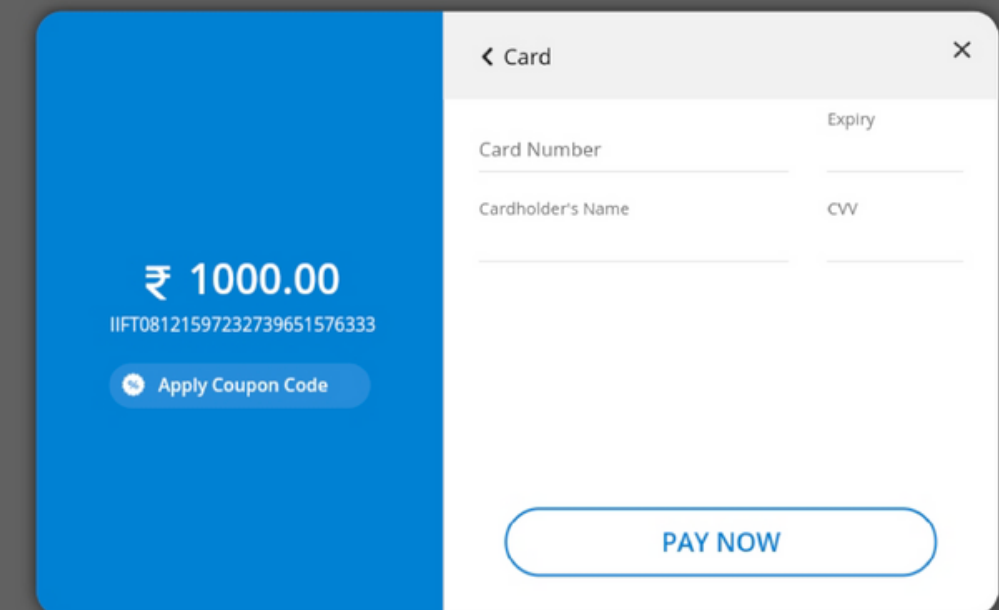 ₹ 1000.00
IIFT08121597232739651576333
Apply Coupon Code
Card
Card Number
Expiry
Cardholder's Name
CVV
PAY NOW